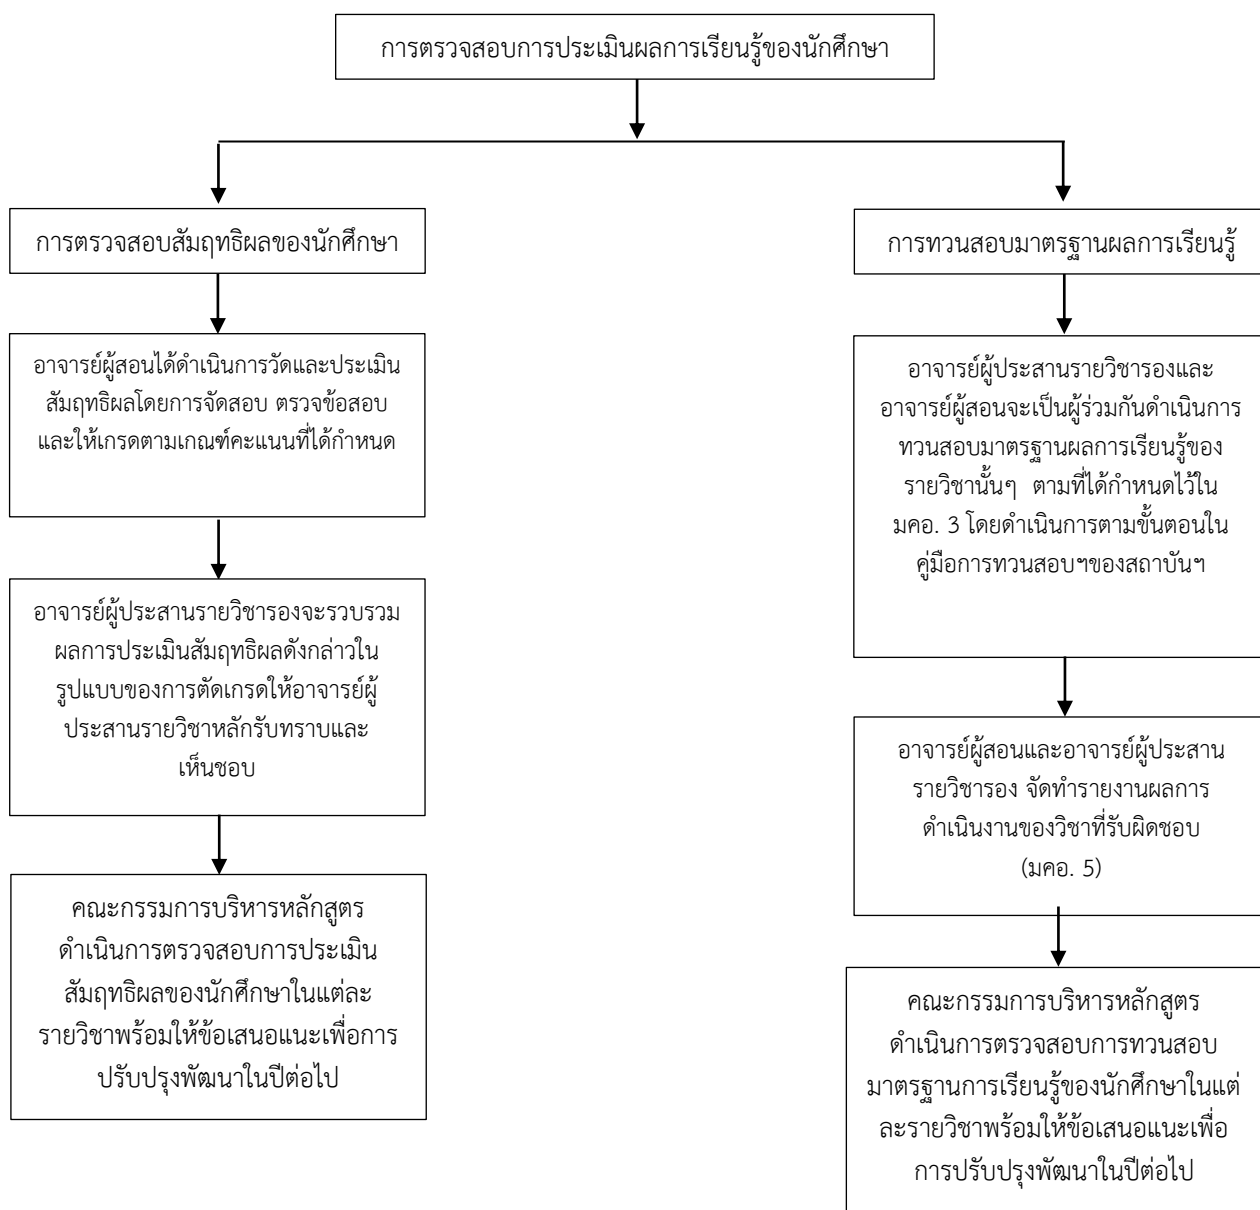 การตรวจสอบการประเมินผลการเรียนรู้ของนักศึกษา
การตรวจสอบสัมฤทธิผลของนักศึกษา
อาจารย์ผู้สอนได้ดำเนินการวัดและประเมิน
สัมฤทธิผลโดยการจัดสอบ ตรวจข้อสอบ
และให้เกรดตามเกณฑ์คะแนนที่ได้กำหนด
อาจารย์ผู้ประสานรายวิชารองจะรวบรวม
ผลการประเมินสัมฤทธิผลดังกล่าวใน
รูปแบบของการตัดเกรดให้อาจารย์ผู้
ประสานรายวิชาหลักรับทราบและ
เห็นชอบ
คณะกรรมการบริหารหลักสูตร
ดำเนินการตรวจสอบการประเมิน
สัมฤทธิผลของนักศึกษาในแต่ละ
รายวิชาพร้อมให้ข้อเสนอแนะเพื่อการ
ปรับปรุงพัฒนาในปีต่อไป
การทวนสอบมาตรฐานผลการเรียนรู้
อาจารย์ผู้ประสานรายวิชารองและ
อาจารย์ผู้สอนจะเป็นผู้ร่วมกันดำเนินการ
ทวนสอบมาตรฐานผลการเรียนรู้ของ
รายวิชานั้นๆ ตามที่ได้กำหนดไว้ใน
มคอ. 3 โดยดำเนินการตามขั้นตอนใน
คู่มือการทวนสอบฯของสถาบันฯ
อาจารย์ผู้สอนและอาจารย์ผู้ประสาน
รายวิชารอง จัดทำรายงานผลการ
ดำเนินงานของวิชาที่รับผิดชอบ
(มคอ. 5)
คณะกรรมการบริหารหลักสูตร
ดำเนินการตรวจสอบการทวนสอบ
มาตรฐานการเรียนรู้ของนักศึกษาในแต่
ละรายวิชาพร้อมให้ข้อเสนอแนะเพื่อ
การปรับปรุงพัฒนาในปีต่อไป